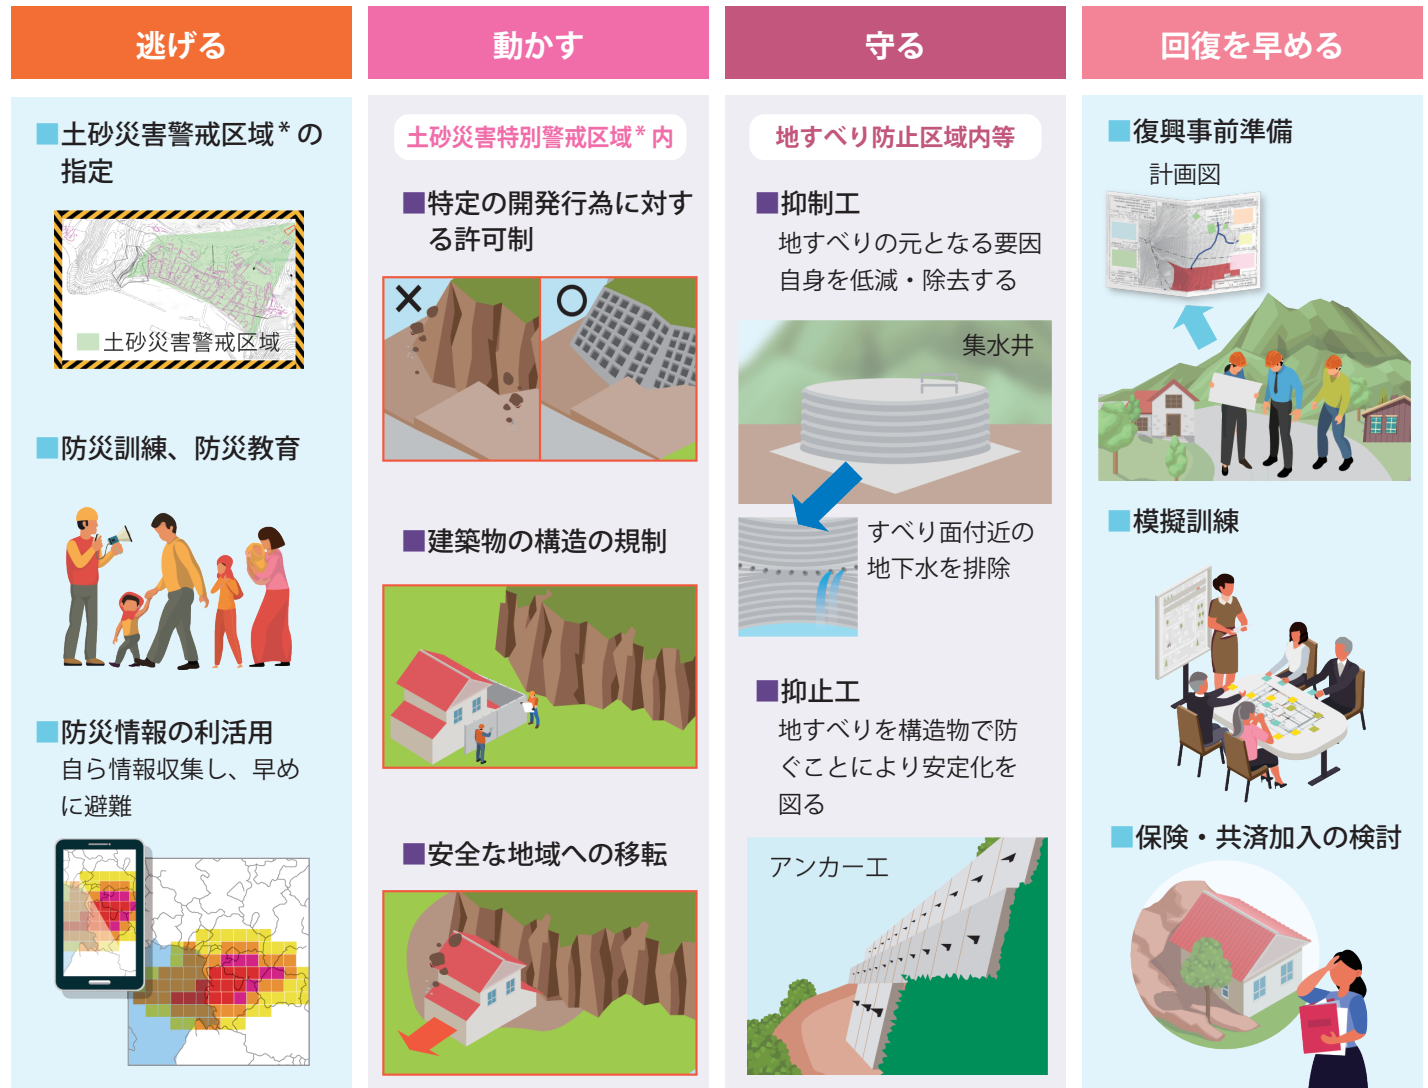 逃げる
■土砂災害警戒区域*の
指定
土砂災害警戒区域
■防災訓練、防災教育
■防災情報の利活用
自ら情報収集し、早め
に避難
動かす
土砂災害特別警戒区域*内
■特定の開発行為に対す
る許可制
■建築物の構造の規制
■安全な地域への移転
守る
地すべり防止区域内等
■抑制工
地すべりの元となる要因
自身を低減・除去する
集水井
すべり面付近の
地下水を排除
■抑止工
地すべりを構造物で防
ぐことにより安定化を
図る
アンカー工
回復を早める
■復興事前準備
計画図
■模擬訓練
■保険・共済加入の検討